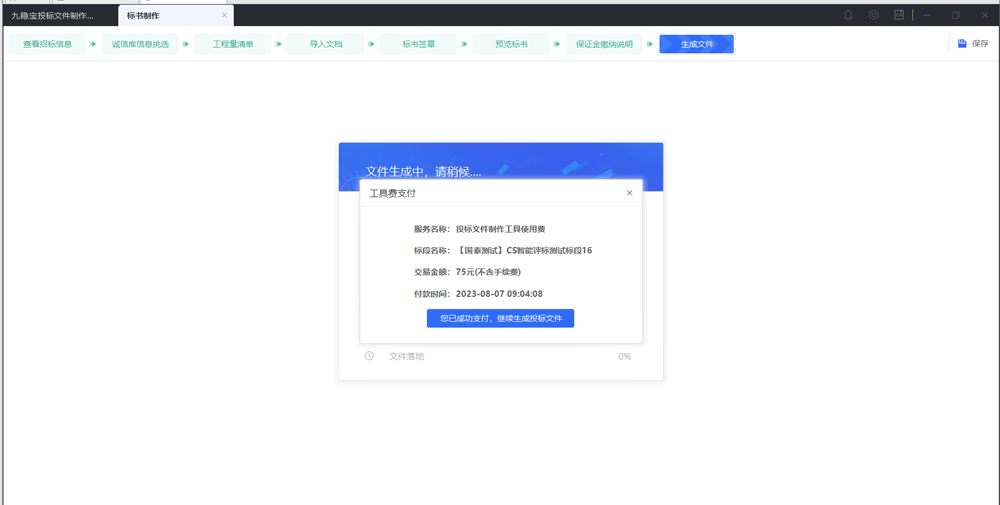 九稳宝投标文件制作...
标书制作
查看招标信息
诚信库信息挑选
工程量清单
导入文档
标书签章
预览标书
保证金缴纳说明
生成文件
保存
文件生成中，请稍候....
工具费支付
服务名称： 投标文件制作工具使用费
标段名称： 【国泰测试】CS智能评标测试标段16
交易金额： 75元(不含手续费)
付款时间： 2023-08-07 09:04:08
您已成功支付，继续生成投标文件
文件落地 0%